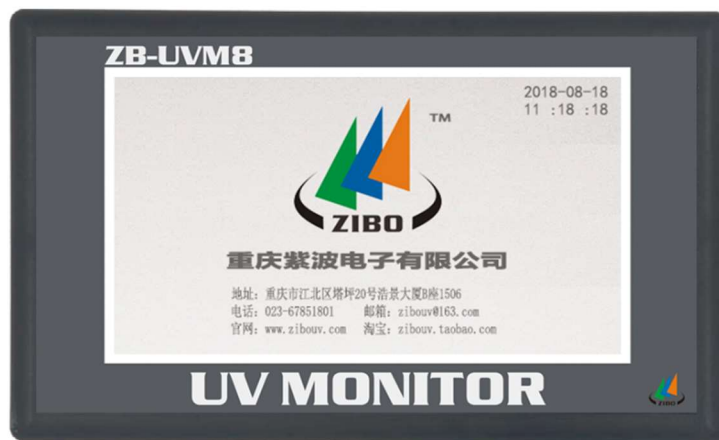 ZB-UVM8
2018-08-18
11 :18 :18
TM
ZIBO
重庆紫波电子有限公司
地址: 重庆市江北区塔坪20号浩景大厦B座1506
电话: 023-67851801 邮箱: zibouv@163.com
官网: www.zibouv.com 淘宝: zibouv.taobao.com
UV MONITOR
ZIBO